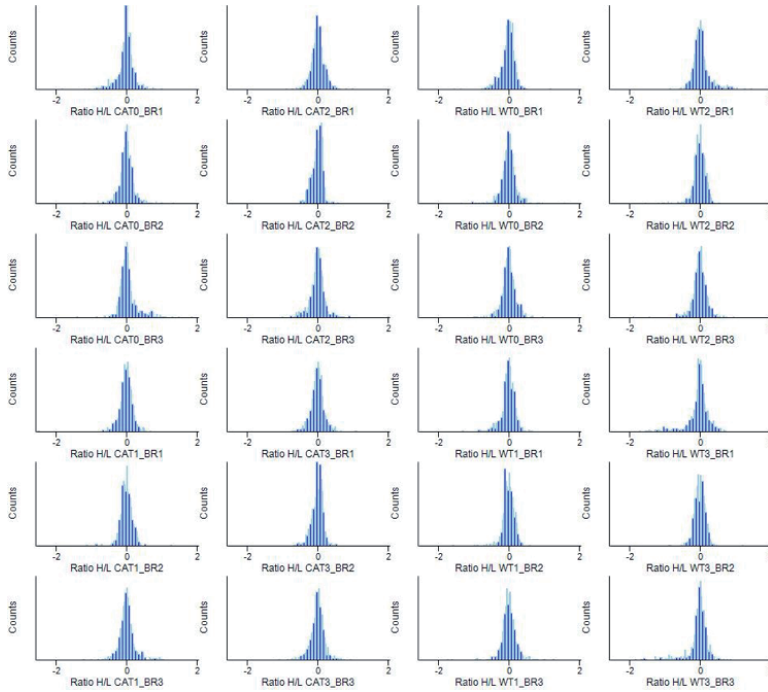 Counts Counts Counts Counts
-2 0 2 -2 0 2 -2 0 2 -2 0
Ratio H/L CAT0_BR1 Ratio H/L CAT2_BR1 Ratio H/L WT0_BR1 Ratio H/L WT2_BR1
Counts Counts Counts Counts
-2 0 2 -2 0 2 -2 0 2 -2 0
Ratio H/L CAT0_BR2 Ratio H/L CAT2_BR2 Ratio H/L WT0_BR2 Ratio H/L WT2_BR2
Counts Counts Counts Counts
-2 0 2 -2 0 2 -2 0 2 -2 0
Ratio H/L CAT0_BR3 Ratio H/L CAT2_BR3 Ratio H/L WT0_BR3 Ratio H/L WT2_BR3
Counts Counts Counts Counts
-2 0 2 -2 0 2 -2 0 2 -2 0
Ratio H/L CAT1_BR1 Ratio H/L CAT3_BR1 Ratio H/L WT1_BR1 Ratio H/L WT3_BR1
Counts Counts Counts Counts
-2 0 2 -2 0 2 -2 0 2 -2 0
Ratio H/L CAT1_BR2 Ratio H/L CAT3_BR2 Ratio H/L WT1_BR2 Ratio H/L WT3_BR2
Counts Counts Counts Counts
-2 0 2 -2 0 2 -2 0 2 -2 0
Ratio H/L CAT1_BR3 Ratio H/L CAT3_BR3 Ratio H/L WT1_BR3 Ratio H/L WT3_BR3